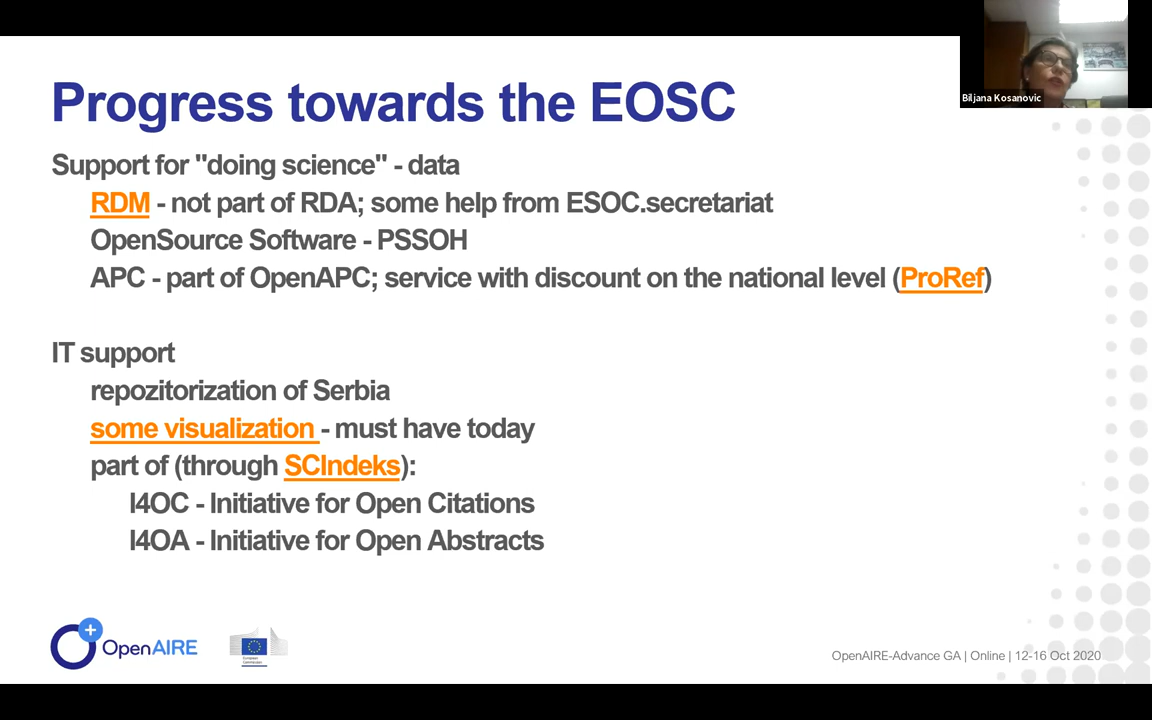 Biljana Kosanovic
Progress towards the EOSC
Support for "doing science" - data
RDM - not part of RDA; some help from ESOC.secretariat
OpenSource Software - PSSOH
APC - part of OpenAPC; service with discount on the national level (ProRef)
IT support
repozitorization of Serbia
some visualization - must have today
part of (through SCIndeks):
I4OC - Initiative for Open Citations
I4OA - Initiative for Open Abstracts
OpenAIRE
European
Commission
OpenAIRE-Advance GA | Online | 12-16 Oct 2020